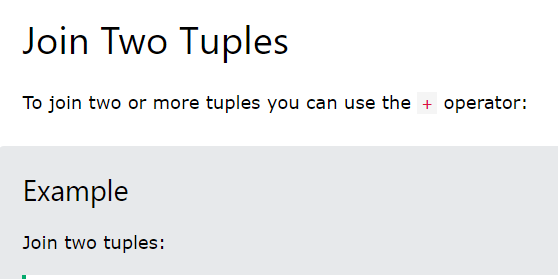 Join Two Tuples
To join two or more tuples you can use the + operator:
Example
Join two tuples: